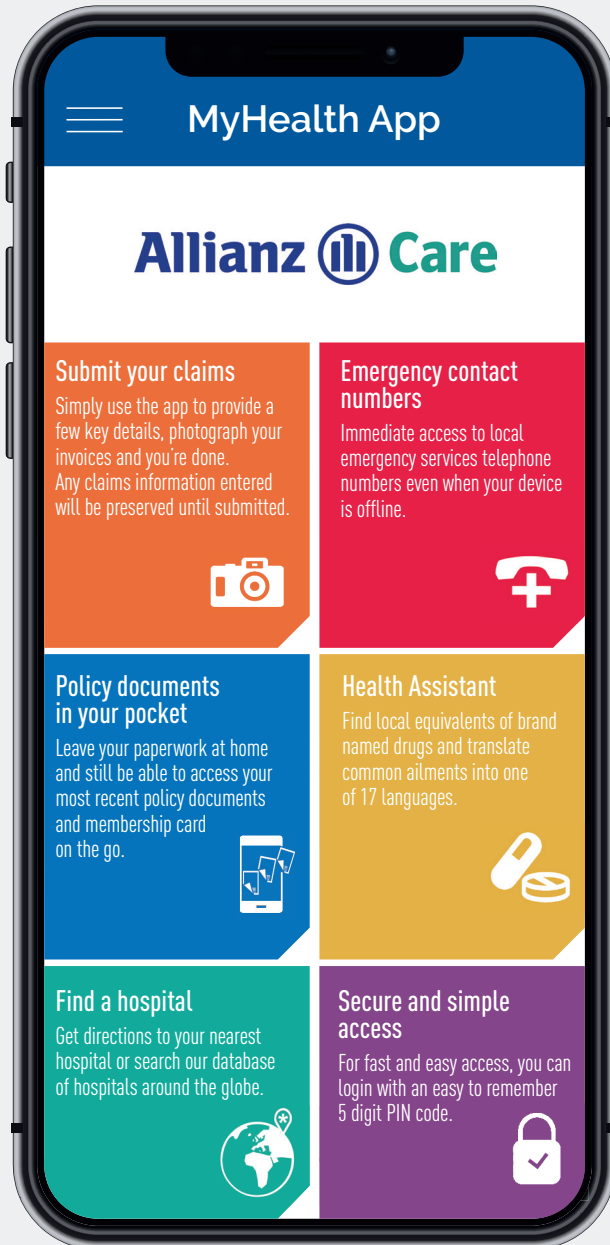 MyHealth App
Allianz Care
Submit your claims
Simply use the app to provide a
few key details, photograph your
invoices and you're done.
Any claims information entered
will be preserved until submitted.
Emergency contact
numbers
Immediate access to local
emergency services telephone
numbers even when your device
is offline.
Policy documents
in your pocket
Leave your paperwork at home
and still be able to access your
most recent policy documents
and membership card
on the go.
Health Assistant
Find local equivalents of brand
named drugs and translate
common ailments into one
of 17 languages.
Find a hospital
Get directions to your nearest
hospital or search our database
of hospitals around the globe.
Secure and simple
access
For fast and easy access, you can
login with an easy to remember
5 digit PIN code.